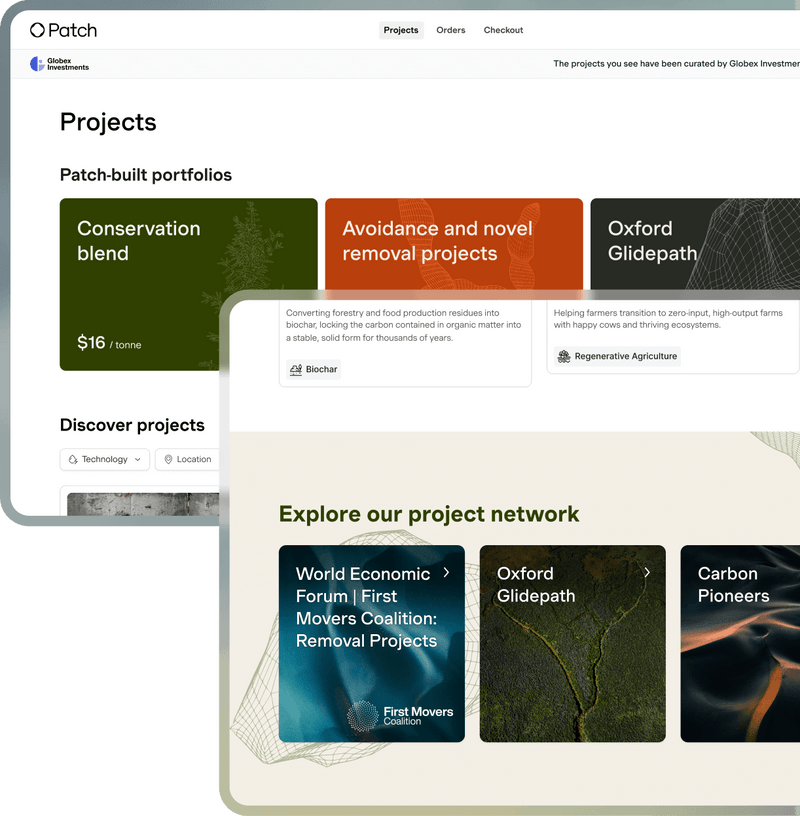 Patch
Projects
Orders
Checkout
Globex
Investments
The projects you see have been curated by Globex
Projects
Patch-built portfolios
Conservation
blend
$16 / tonne
Avoidance and novel
removal projects
Oxford
Glidepath
Discover projects
Technology
Location
Converting forestry and food production residues into
biochar, locking the carbon contained in organic matter into
a stable, solid form for thousands of years.
Biochar
Helping farmers transition to zero-input, high-output farms
with happy cows and thriving ecosystems.
Regenerative Agriculture
Explore our project network
World Economic
Forum | First
Movers Coalition:
Removal Projects
First Movers
Coalition
Oxford
Glidepath
Carbon
Pioneers